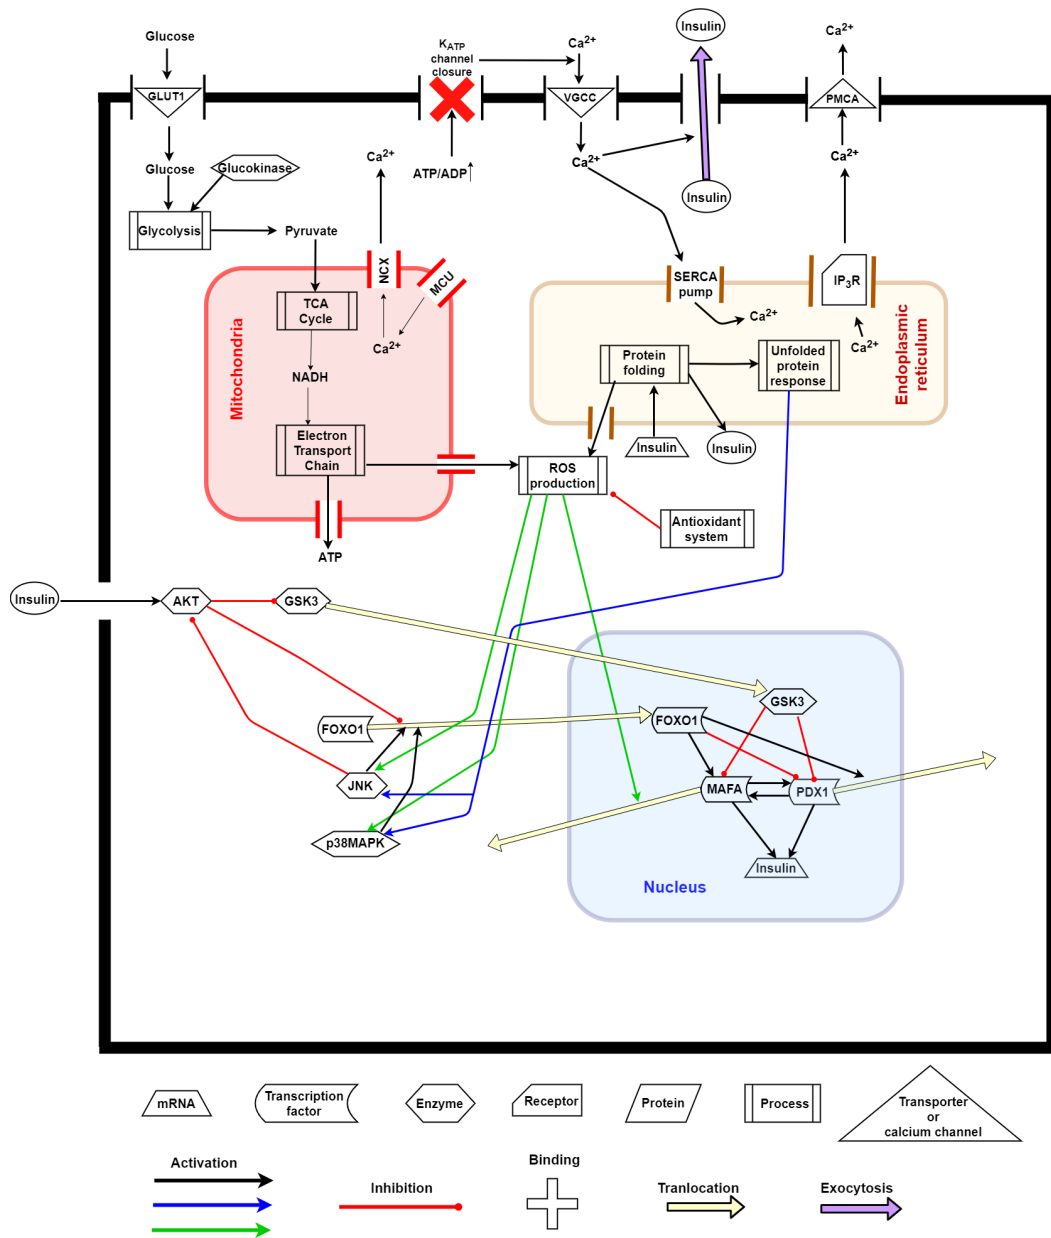 Insulin
Glucose
K_ATP
channel
closure
Ca²⁺
Ca²⁺
GLUT1
VGCC
PMCA
Glucose
Glucokinase
Ca²⁺
ATP/ADP↑
Ca²⁺
Ca²⁺
Insulin
Glycolysis
Pyruvate
NCX
MCU
SERCA
pump
IP₃R
TCA
Cycle
Ca²⁺
Ca²⁺
Ca²⁺
Mitochondria
NADH
Protein
folding
Unfolded
protein
response
Endoplasmic
reticulum
Electron
Transport
Chain
Insulin
Insulin
ROS
production
Antioxidant
system
ATP
Insulin
AKT
GSK3
GSK3
FOXO1
FOXO1
JNK
MAFA
PDX1
p38MAPK
Insulin
Nucleus
mRNA
Transcription
factor
Enzyme
Receptor
Protein
Process
Transporter
or
calcium channel
Activation
Inhibition
Binding
Tranlocation
Exocytosis